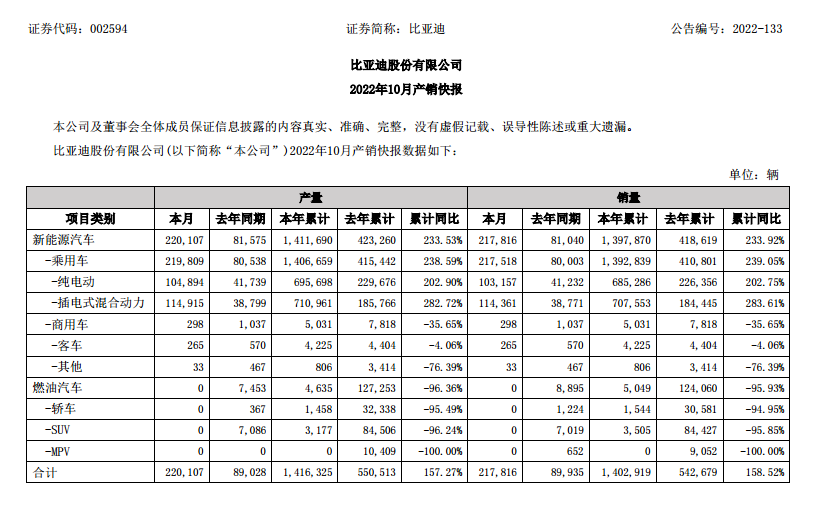 证券代码：002594 证券简称：比亚迪 公告编号：2022-133
比亚迪股份有限公司
2022年10月产销快报
本公司及董事会全体成员保证信息披露的内容真实、准确、完整，没有虚假记载、误导性陈述或重大遗漏。
比亚迪股份有限公司(以下简称“本公司”)2022年10月产销快报数据如下：
单位：辆
产量 销量
项目类别 本月 去年同期 本年累计 去年累计 累计同比 本月 去年同期 本年累计 去年累计 累计同比
新能源汽车 220,107 81,575 1,411,690 423,260 233.53% 217,816 81,040 1,397,870 418,619 233.92%
-乘用车 219,809 80,538 1,406,659 415,442 238.59% 217,518 80,003 1,392,839 410,801 239.05%
-纯电动 104,894 41,739 695,698 229,676 202.90% 103,157 41,232 685,286 226,356 202.75%
-插电式混合动力 114,915 38,799 710,961 185,766 282.72% 114,361 38,771 707,553 184,445 283.61%
-商用车 298 1,037 5,031 7,818 -35.65% 298 1,037 5,031 7,818 -35.65%
-客车 265 570 4,225 4,404 -4.06% 265 570 4,225 4,404 -4.06%
-其他 33 467 806 3,414 -76.39% 33 467 806 3,414 -76.39%
燃油汽车 0 7,453 4,635 127,253 -96.36% 0 8,895 5,049 124,060 -95.93%
-轿车 0 367 1,458 32,338 -95.49% 0 1,224 1,544 30,581 -94.95%
-SUV 0 7,086 3,177 84,506 -96.24% 0 7,019 3,505 84,427 -95.85%
-MPV 0 0 0 10,409 -100.00% 0 652 0 9,052 -100.00%
合计 220,107 89,028 1,416,325 550,513 157.27% 217,816 89,935 1,402,919 542,679 158.52%